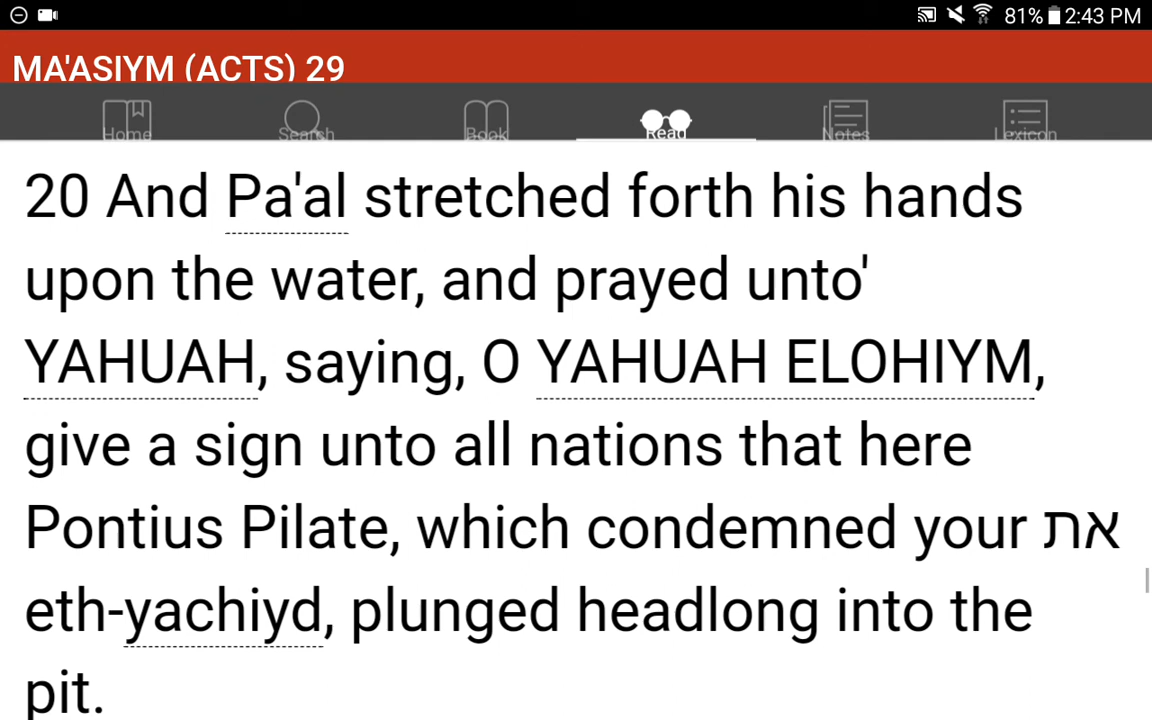 81% 2:43 PM
MA'ASIYM (ACTS) 29
Home Search Book Read Notes Lexicon
20 And Pa'al stretched forth his hands
upon the water, and prayed unto'
YAHUAH, saying, O YAHUAH ELOHIYM,
give a sign unto all nations that here
Pontius Pilate, which condemned your את
eth-yachiyd, plunged headlong into the
pit.